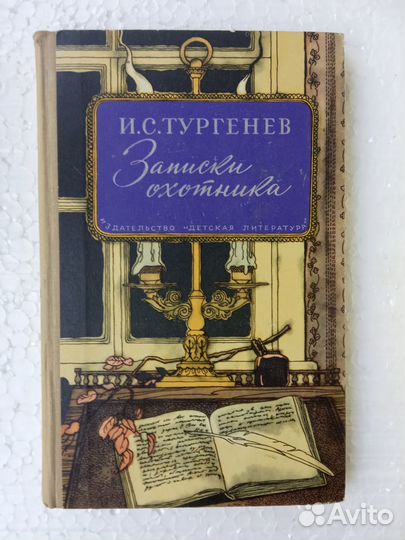 И.С.ТУРГЕНЕВ
Записки
охотника
ИЗДАТЕЛЬСТВО «ДЕТСКАЯ ЛИТЕРАТУРА»
Avito